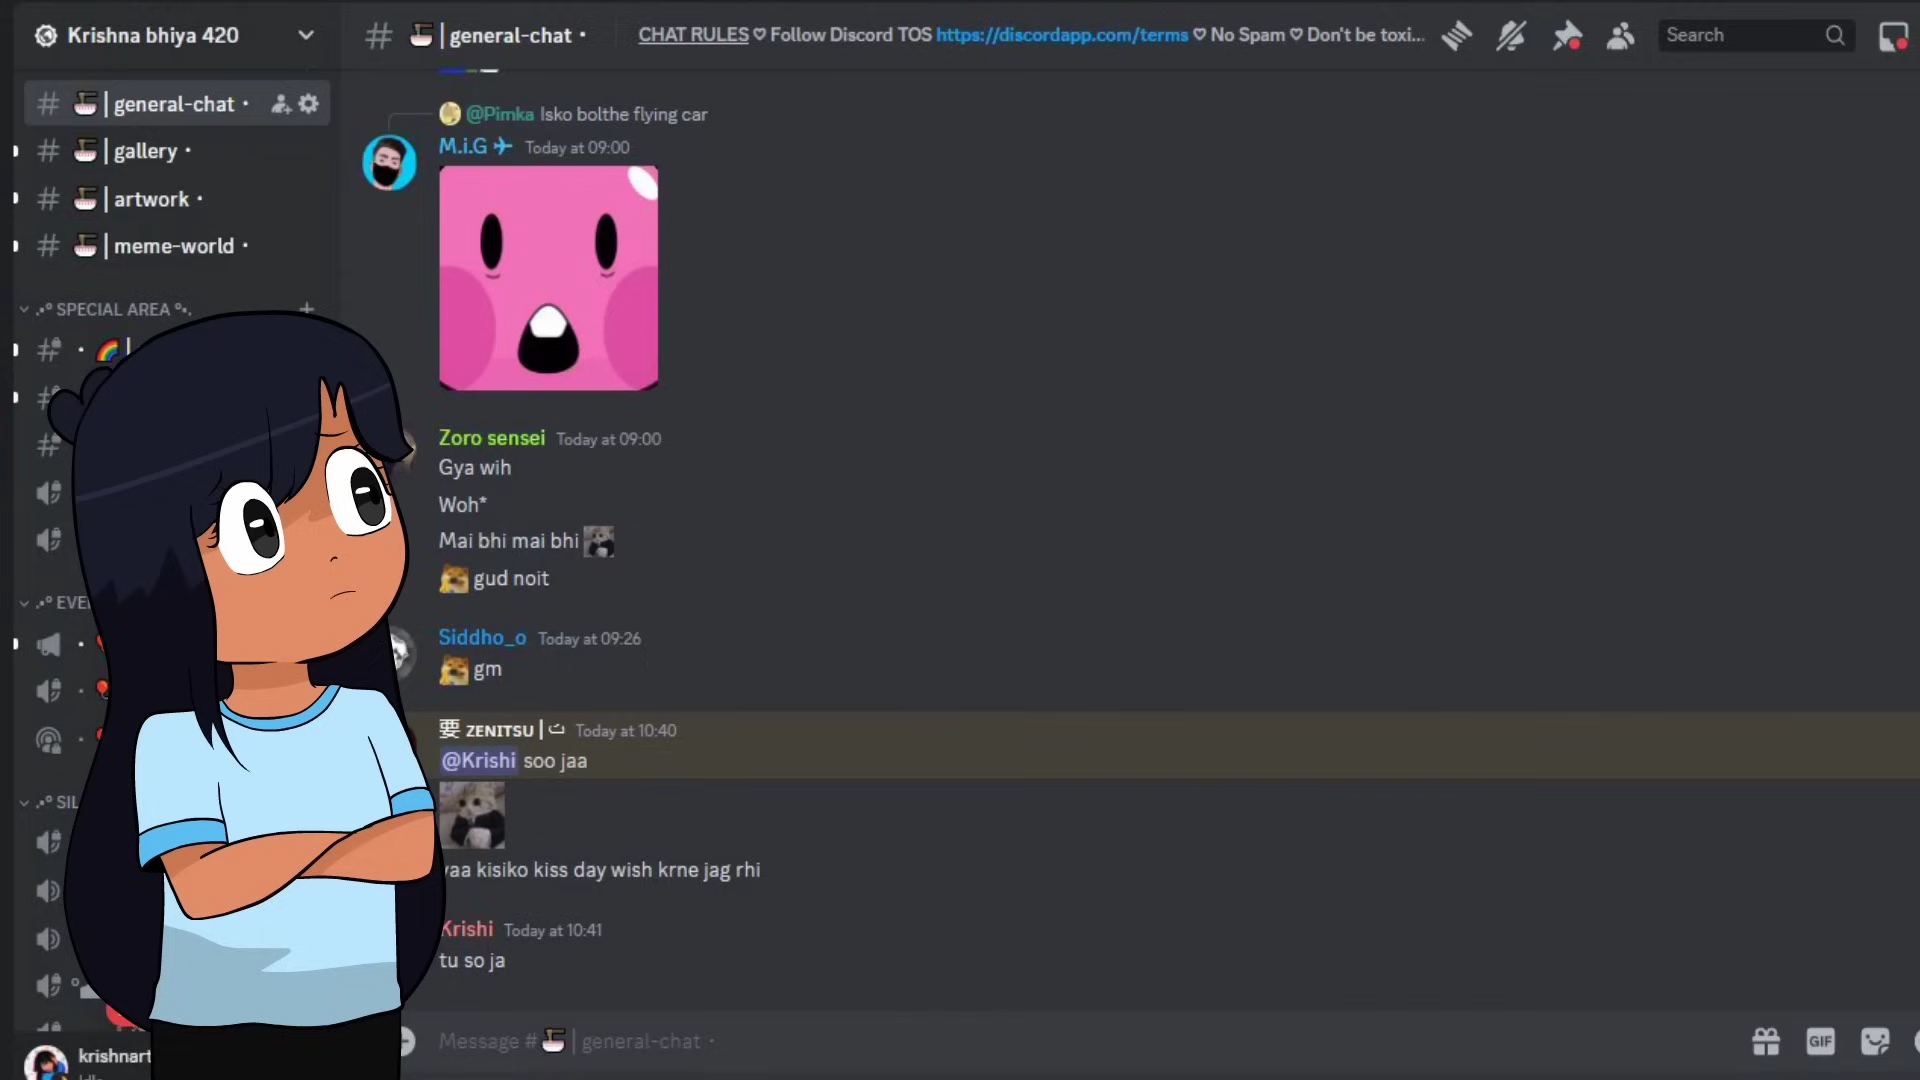 Krishna bhiya 420
general-chat
CHAT RULES ♡ Follow Discord TOS https://discordapp.com/terms ♡ No Spam ♡ Don't be toxi...
Search
general-chat
gallery
artwork
meme-world
SPECIAL AREA
@Pimka Isko bolthe flying car
M.i.G Today at 09:00
Zoro sensei Today at 09:00
Gya wih
Woh*
Mai bhi mai bhi
gud noit
Siddho_o Today at 09:26
gm
要 ZENITSU | Today at 10:40
@Krishi soo jaa
kisiko kiss day wish krne jag rhi
Krishi Today at 10:41
tu so ja
Message # | general-chat
GIF
krishnart